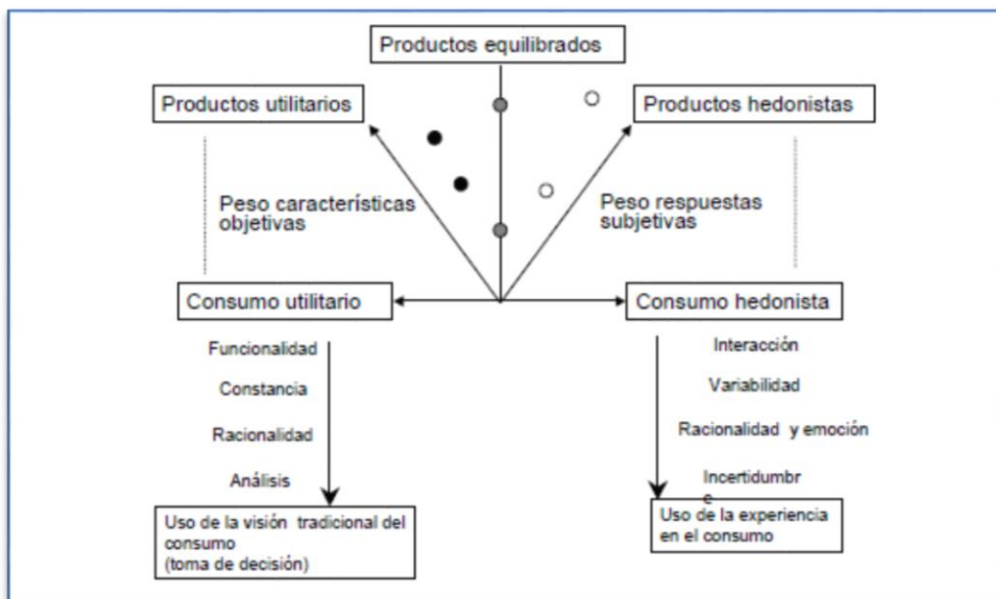 Productos equilibrados
Productos utilitarios
Productos hedonistas
Peso características
objetivas
Peso respuestas
subjetivas
Consumo utilitario
Consumo hedonista
Funcionalidad
Constancia
Racionalidad
Análisis
Uso de la visión tradicional del
consumo
(toma de decisión)
Interacción
Variabilidad
Racionalidad y emoción
Incertidumbr
e
Uso de la experiencia
en el consumo